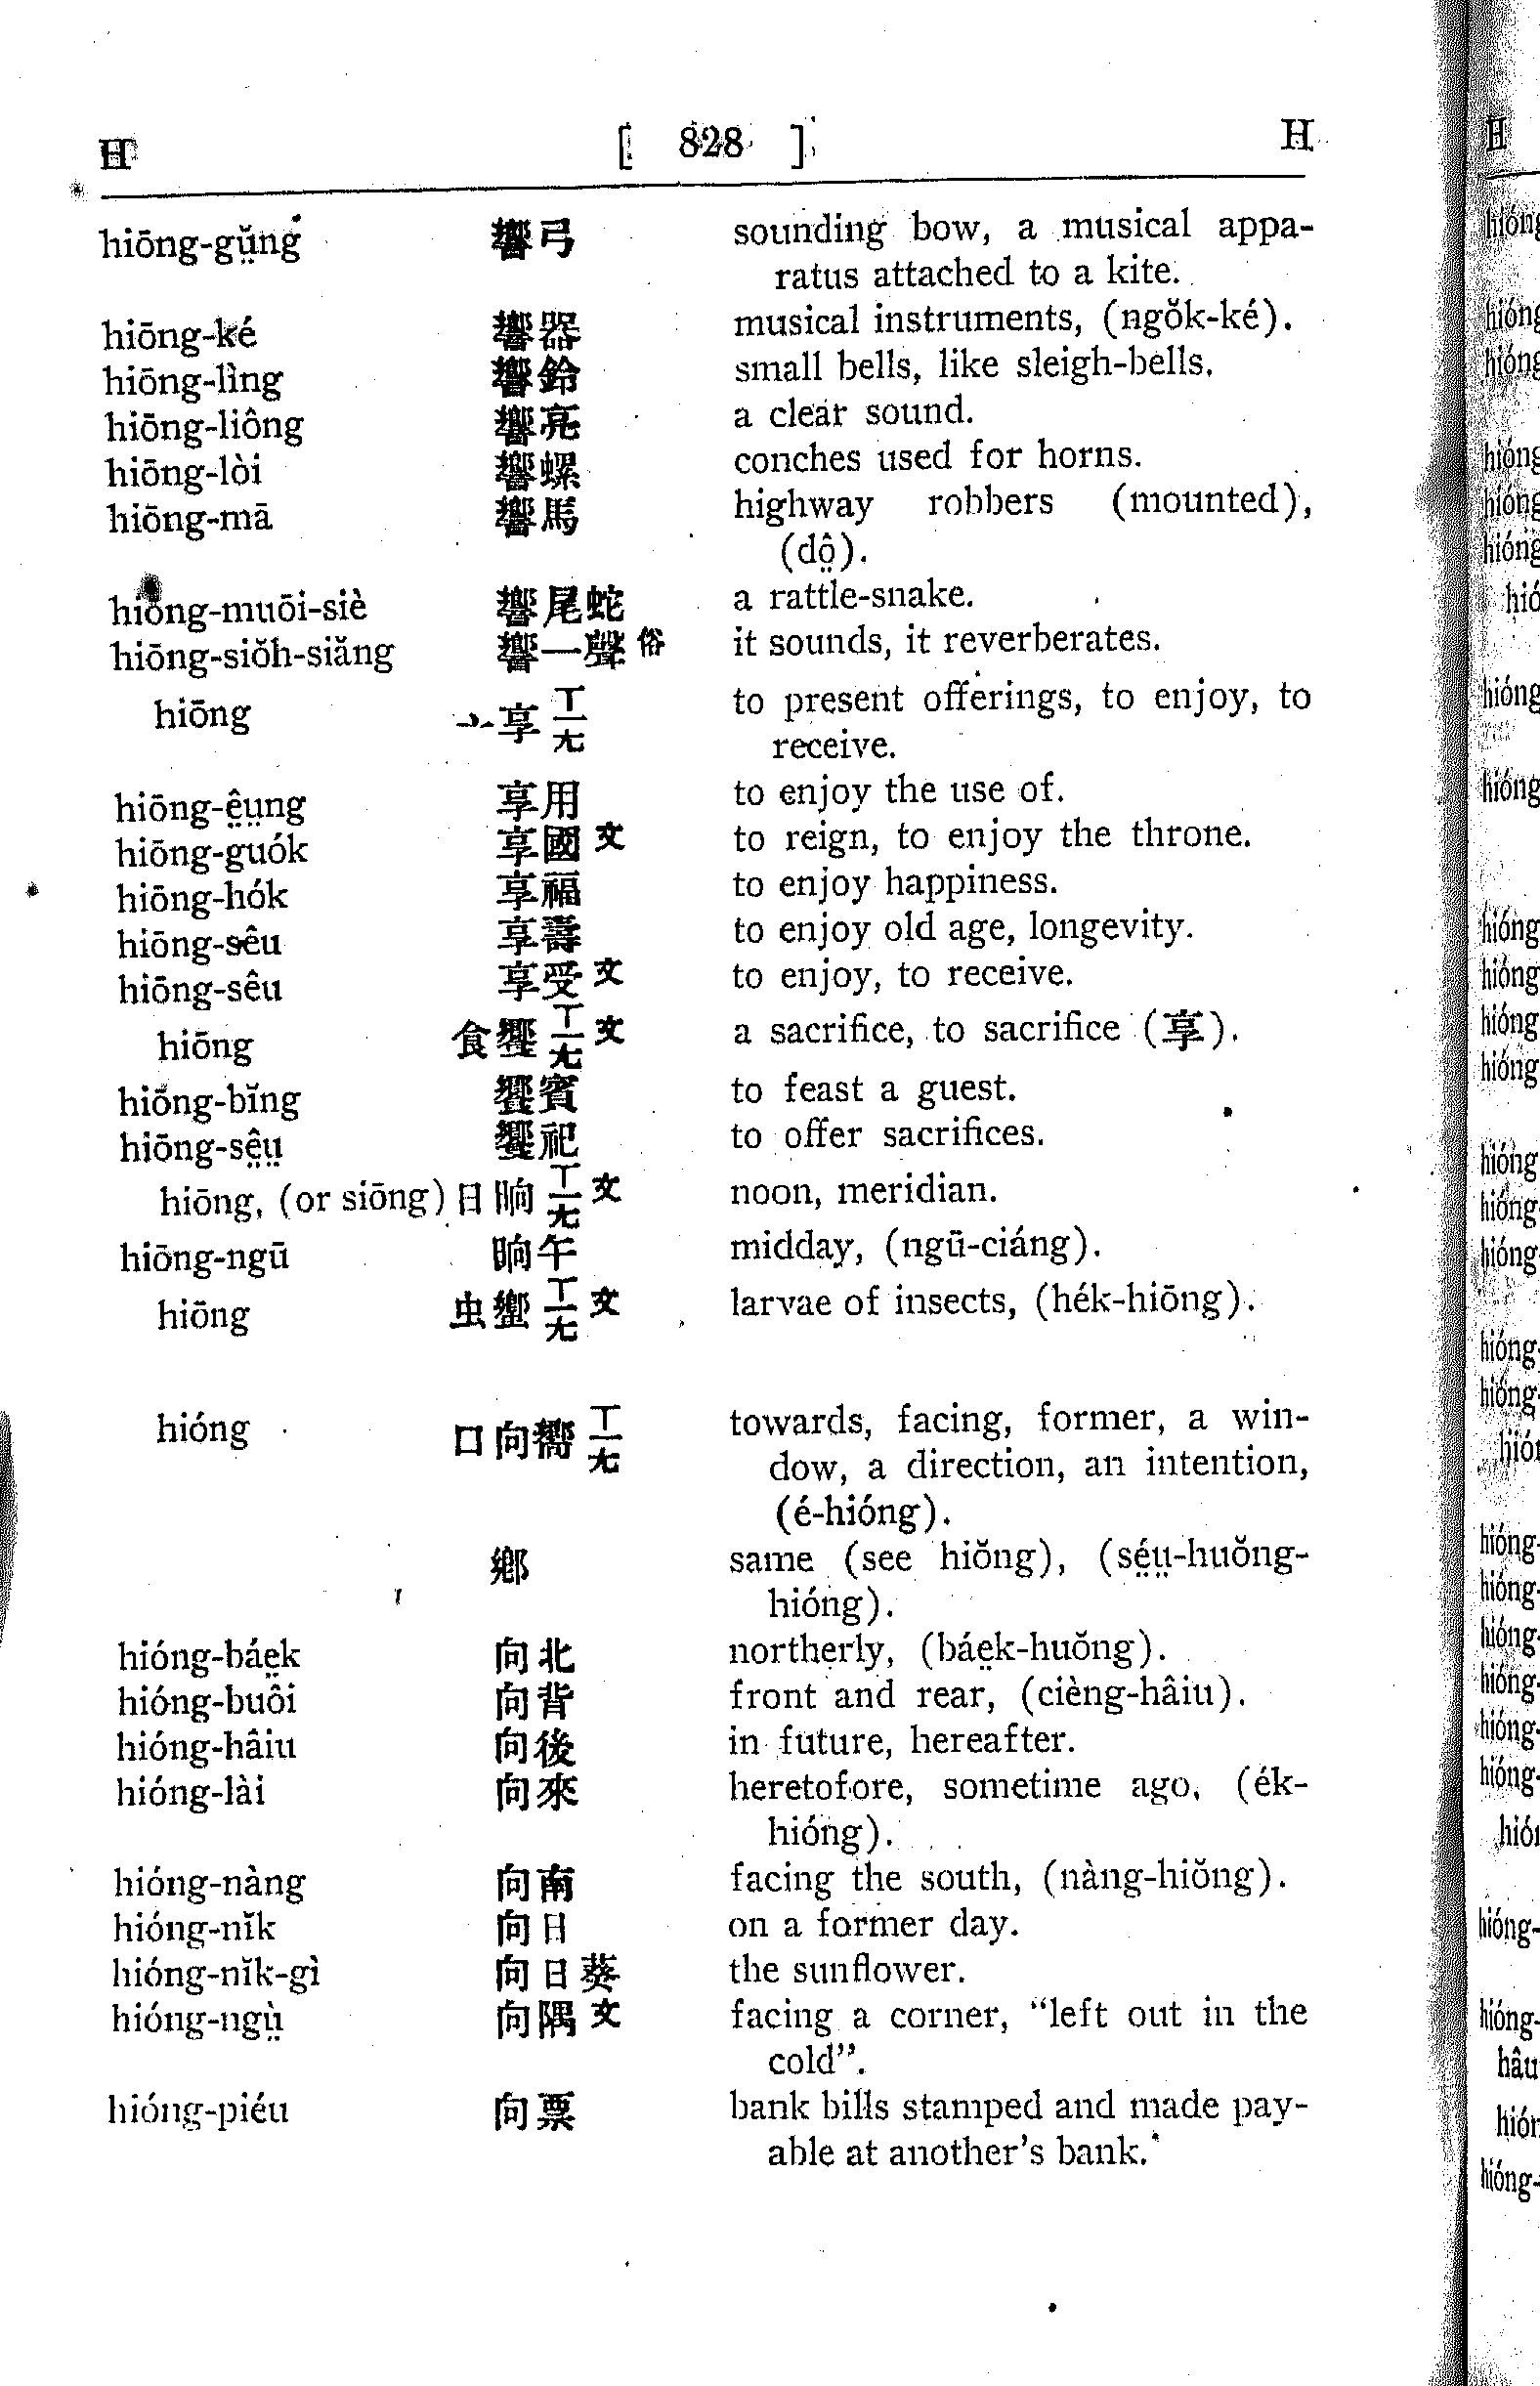 H [ 828 ] H
hiōng-gṳ̆ng 響弓 sounding bow, a musical appa-
ratus attached to a kite.
hiōng-ké 響器 musical instruments, (ngŏk-ké).
hiōng-lìng 響鈴 small bells, like sleigh-bells.
hiōng-liông 響亮 a clear sound.
hiōng-lòi 響螺 conches used for horns.
hiōng-mā 響馬 highway robbers (mounted),
(dô̤).
hiōng-muōi-siè 響尾蛇 a rattle-snake.
hiōng-siŏh-siăng 響一聲 俗 it sounds, it reverberates.
hiōng 亠 享 ㄒㄧㄤ to present offerings, to enjoy, to
receive.
hiōng-ê̤ṳng 享用 to enjoy the use of.
hiōng-guók 享國 文 to reign, to enjoy the throne.
hiōng-hók 享福 to enjoy happiness.
hiōng-sêu 享壽 to enjoy old age, longevity.
hiōng-sêu 享受 文 to enjoy, to receive.
hiōng 食 饗 ㄒㄧㄤ 文 a sacrifice, to sacrifice (享).
hiōng-bĭng 饗賓 to feast a guest.
hiōng-sê̤ṳ 饗祀 to offer sacrifices.
hiōng, (or siōng) 日 晌 ㄒㄧㄤ 文 noon, meridian.
hiōng-ngū 晌午 midday, (ngū-ciáng).
hiōng 虫 蠁 ㄒㄧㄤ 文 larvae of insects, (hék-hiōng).
hióng 口 向 嚮 ㄒㄧㄤ towards, facing, former, a win-
dow, a direction, an intention,
(é-hióng).
鄉 same (see hiŏng), (sé̤ṳ-huŏng-
hióng).
hióng-báe̤k 向北 northerly, (báe̤k-huŏng).
hióng-buôi 向背 front and rear, (cièng-hâiu).
hióng-hâiu 向後 in future, hereafter.
hióng-lài 向來 heretofore, sometime ago, (ék-
hióng).
hióng-nàng 向南 facing the south, (nàng-hiŏng).
hióng-nĭk 向日 on a former day.
hióng-nĭk-gì 向日葵 the sunflower.
hióng-ngṳ̀ 向隅 文 facing a corner, “left out in the
cold”.
hióng-piéu 向票 bank bills stamped and made pay-
able at another's bank.